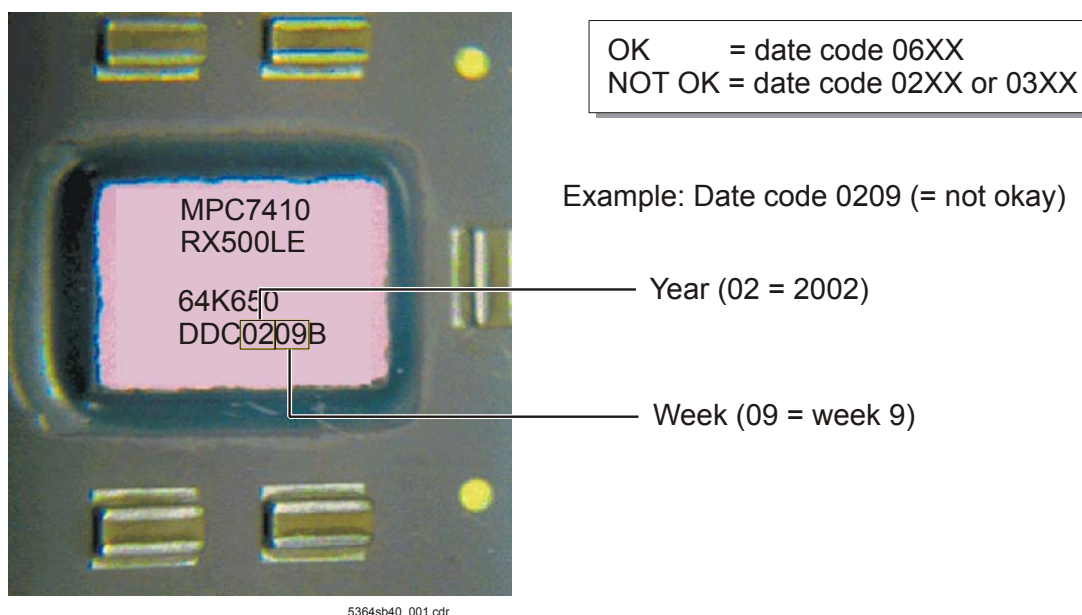 OK = date code 06XX
NOT OK = date code 02XX or 03XX
Example: Date code 0209 (= not okay)
MPC7410
RX500LE
64K650
DDC0209B
Year (02 = 2002)
Week (09 = week 9)
5364sb40_001.cdr